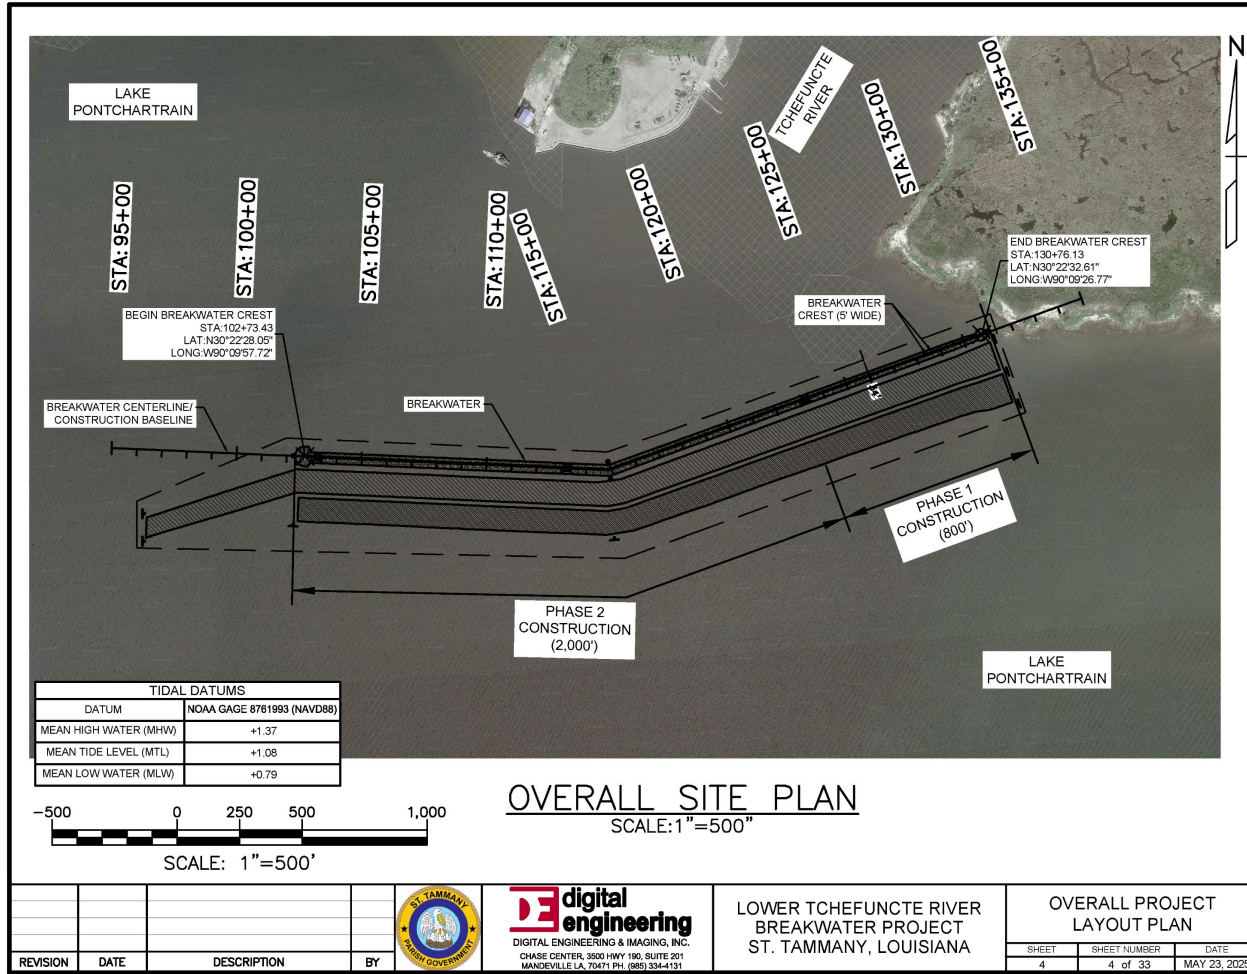 N
LAKE
PONTCHARTRAIN
TCHEFUNCTE
RIVER
STA: 95+00
STA: 100+00
STA: 105+00
STA: 110+00
STA: 115+00
STA: 120+00
STA: 125+00
STA: 130+00
STA: 135+00
END BREAKWATER CREST
STA:130+76.13
LAT:N30°22'32.61"
LONG:W90°09'26.77"
BEGIN BREAKWATER CREST
STA:102+73.43
LAT:N30°22'28.05"
LONG:W90°09'57.72"
BREAKWATER
CREST (5' WIDE)
BREAKWATER CENTERLINE/
CONSTRUCTION BASELINE
BREAKWATER
PHASE 1
CONSTRUCTION
(800')
PHASE 2
CONSTRUCTION
(2,000')
LAKE
PONTCHARTRAIN
TIDAL DATUMS
DATUM NOAA GAGE 8761993 (NAVD88)
MEAN HIGH WATER (MHW) +1.37
MEAN TIDE LEVEL (MTL) +1.08
MEAN LOW WATER (MLW) +0.79
OVERALL SITE PLAN
SCALE:1"=500"
-500 0 250 500 1,000
SCALE: 1"=500'
REVISION DATE DESCRIPTION BY
ST. TAMMANY
PARISH GOVERNMENT
DE digital
engineering
DIGITAL ENGINEERING & IMAGING, INC.
CHASE CENTER, 3500 HWY 190, SUITE 201
MANDEVILLE LA, 70471 PH. (985) 334-4131
LOWER TCHEFUNCTE RIVER
BREAKWATER PROJECT
ST. TAMMANY, LOUISIANA
OVERALL PROJECT
LAYOUT PLAN
SHEET SHEET NUMBER DATE
4 4 of 33 MAY 23, 2025